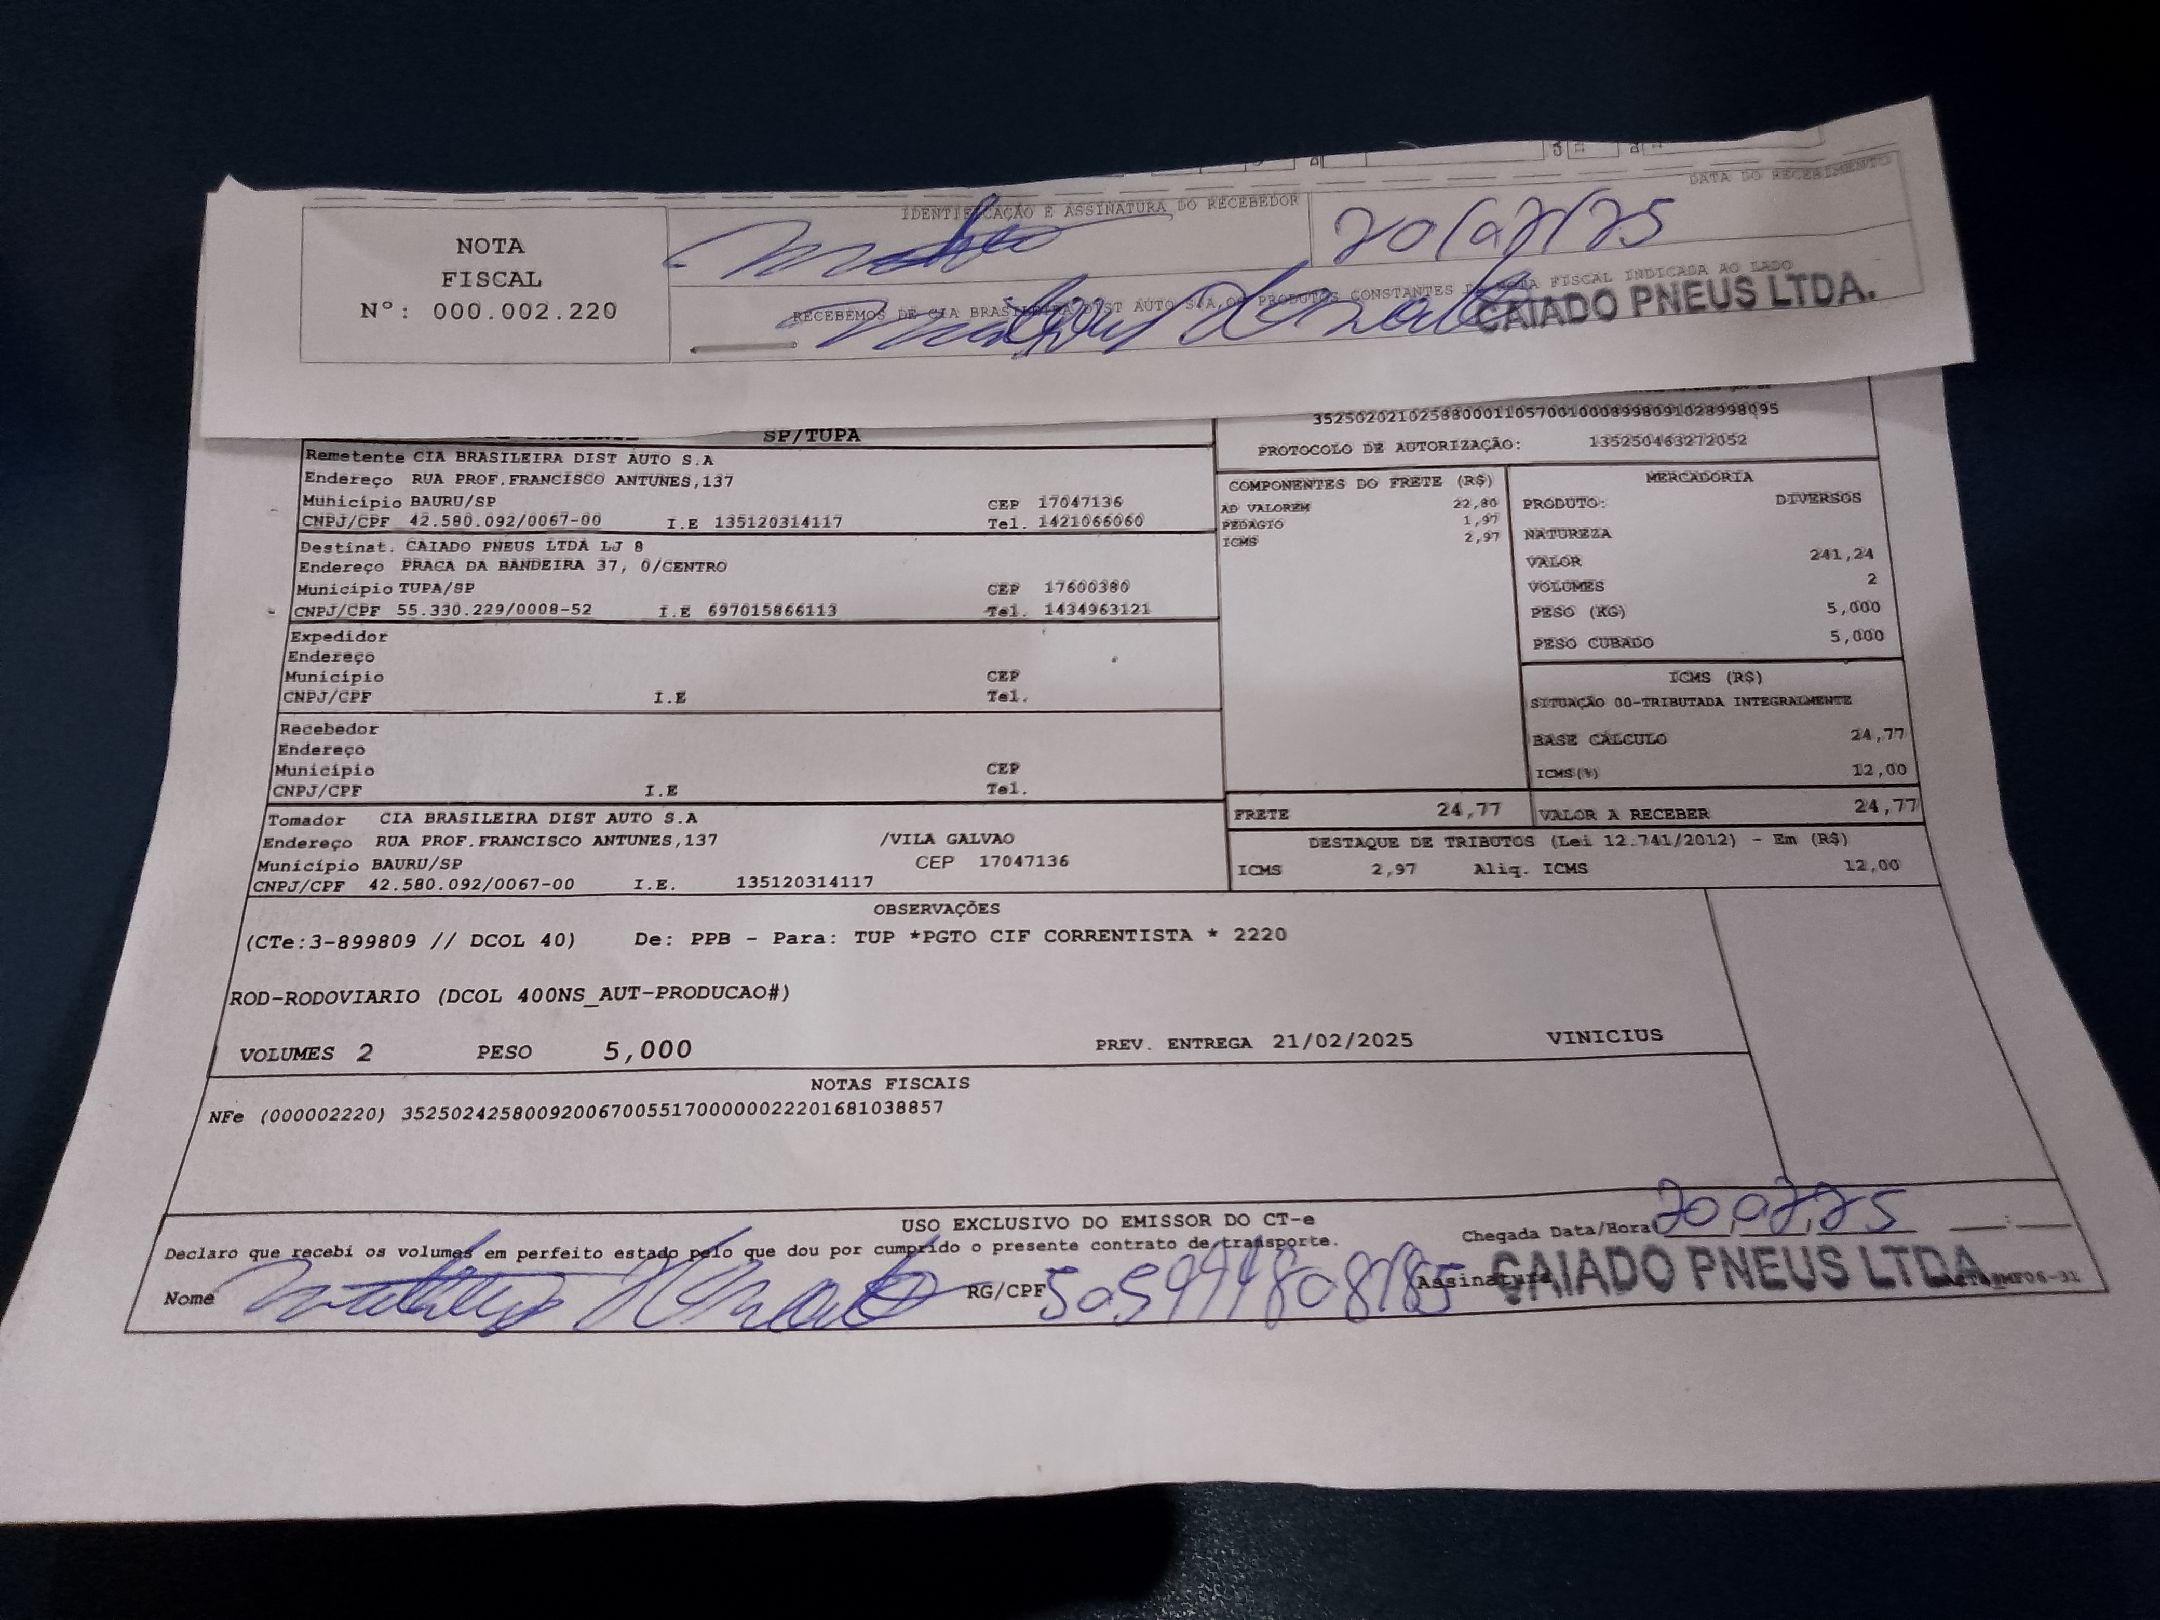 NOTA
FISCAL
Nº: 000.002.220
IDENTIFICAÇÃO E ASSINATURA DO RECEBEDOR
DATA DO RECEBIMENTO
20/02/25
RECEBEMOS DE CIA BRASILEIRA DIST AUTO S.A, OS PRODUTOS CONSTANTES DA NOTA FISCAL INDICADA AO LADO
CAIADO PNEUS LTDA.
SP/TUPA
PROTOCOLO DE AUTORIZAÇÃO: 135250463272052
Remetente CIA BRASILEIRA DIST AUTO S.A
Endereço RUA PROF.FRANCISCO ANTUNES,137
Município BAURU/SP CEP 17047136
CNPJ/CPF 42.580.092/0067-00 I.E 135120314117 Tel. 1421066060
Destinat. CAIADO PNEUS LTDA LJ 8
Endereço PRACA DA BANDEIRA 37, 0/CENTRO
Município TUPA/SP CEP 17600380
CNPJ/CPF 55.330.229/0008-52 I.E 697015866113 Tel. 1434963121
Expedidor
Endereço
Município CEP
CNPJ/CPF I.E Tel.
Recebedor
Endereço
Município CEP
CNPJ/CPF I.E Tel.
Tomador CIA BRASILEIRA DIST AUTO S.A
Endereço RUA PROF.FRANCISCO ANTUNES,137 /VILA GALVAO
Município BAURU/SP CEP 17047136
CNPJ/CPF 42.580.092/0067-00 I.E. 135120314117
COMPONENTES DO FRETE (R$)
AD VALOREM 22,80
PEDAGIO 1,97
ICMS 2,97
MERCADORIA
PRODUTO: DIVERSOS
NATUREZA
VALOR 241,24
VOLUMES 2
PESO (KG) 5,000
PESO CUBADO 5,000
ICMS (R$)
SITUAÇÃO 00-TRIBUTADA INTEGRALMENTE
BASE CÁLCULO 24,77
ICMS(%) 12,00
FRETE 24,77 VALOR A RECEBER 24,77
DESTAQUE DE TRIBUTOS (Lei 12.741/2012) - Em (R$)
ICMS 2,97 Aliq. ICMS 12,00
OBSERVAÇÕES
(CTe:3-899809 // DCOL 40) De: PPB - Para: TUP *PGTO CIF CORRENTISTA * 2220
ROD-RODOVIARIO (DCOL 400NS_AUT-PRODUCAO#)
VOLUMES 2 PESO 5,000 PREV. ENTREGA 21/02/2025 VINICIUS
NOTAS FISCAIS
NFe (000002220) 35250242580092006700551700000022201681038857
USO EXCLUSIVO DO EMISSOR DO CT-e
Declaro que recebi os volumes em perfeito estado pelo que dou por cumprido o presente contrato de transporte.
Chegada Data/Hora 20,02,25
Nome RG/CPF Assinatura
CAIADO PNEUS LTDA